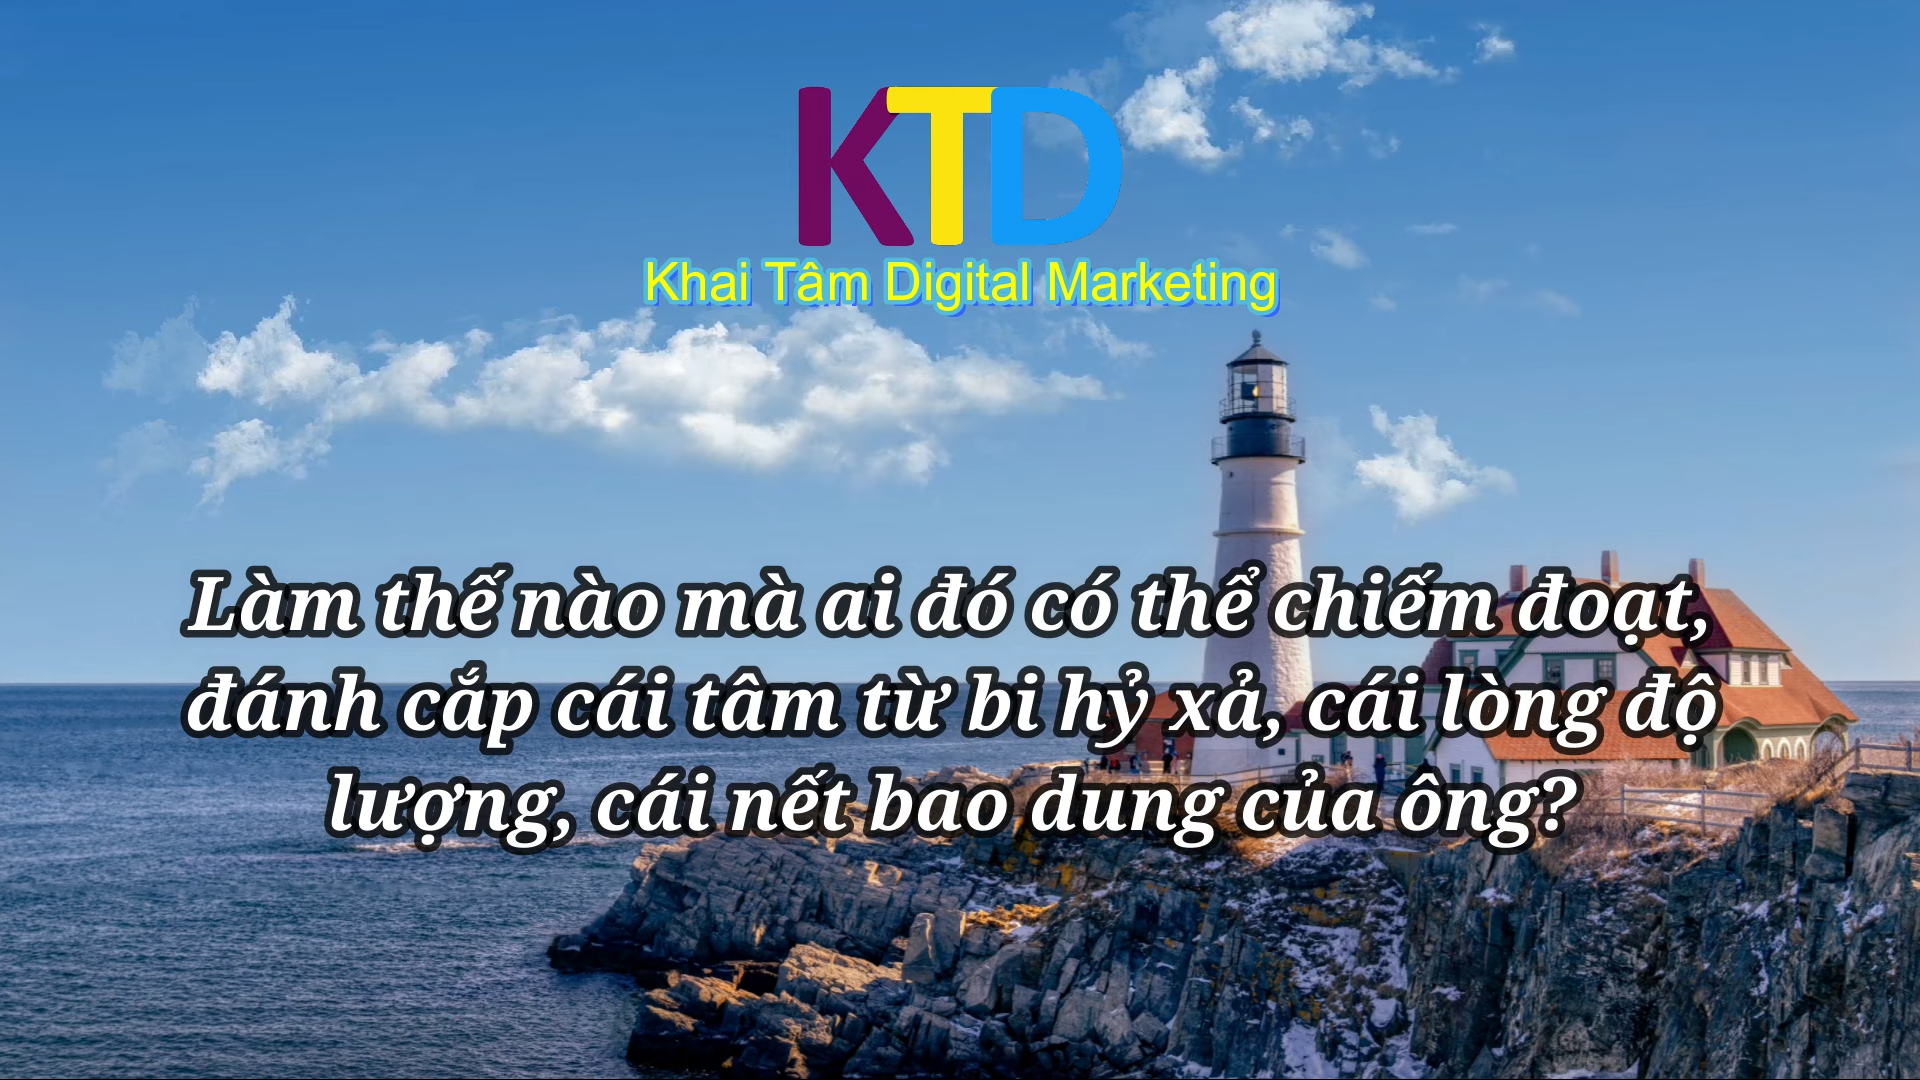 KTD
Khai Tâm Digital Marketing
Làm thế nào mà ai đó có thể chiếm đoạt,
đánh cắp cái tâm từ bi hỷ xả, cái lòng độ
lượng, cái nết bao dung của ông?